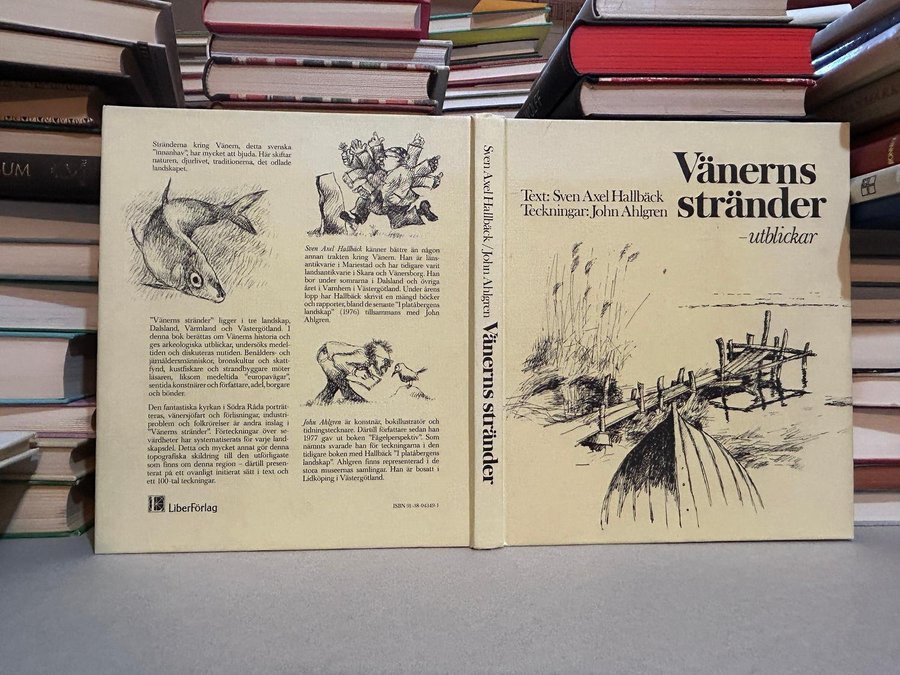 Stränderna kring Vänern, detta svenska
"innanhav", har mycket att bjuda. Här skiftar
naturen, djurlivet, traditionerna, det odlade
landskapet.
"Vänerns stränder" ligger i tre landskap,
Dalsland, Värmland och Västergötland. I
denna bok berättas om Vänerns historia och
ges arkeologiska utblickar, undersöks medel-
tiden och diskuteras nutiden. Benålders- och
järnåldersmänniskor, bronskultur och skatt-
fynd, kustfiskare och strandbyggare möter
läsaren, liksom medeltida "europavägar",
sentida konstnärer och författare, adel, borgare
och bönder.
Den fantastiska kyrkan i Södra Råda porträtt-
teras, vänersjöfart och förlisningar, industri-
problem och folkrörelser är andra inslag i
"Vänerns stränder". Förteckningar över se-
värdheter har systematiserats för varje land-
skapsdel. Detta och mycket annat gör denna
topografiska skildring till den utförligaste
som finns om denna region – därtill presen-
terat på ett ovanligt initierat sätt i text och
ett 100-tal teckningar.
LiberFörlag
Sven Axel Hallbäck känner bättre än någon
annan trakten kring Vänern. Han är läns-
antikvarie i Mariestad och har tidigare varit
landsantikvarie i Skara och Vänersborg. Han
bor under somrarna i Dalsland och övriga
året i Varnhem i Västergötland. Under årens
lopp har Hallbäck skrivit en mängd böcker
och rapporter, bland de senaste "I platåbergens
landskap" (1976) tillsammans med John
Ahlgren.
John Ahlgren är konstnär, bokillustratör och
tidningstecknare. Därtill författare sedan han
1977 gav ut boken "Fågelperspektiv". Som
nämnts svarade han för teckningarna i den
tidigare boken med Hallbäck "I platåbergens
landskap". Ahlgren finns representerad i de
stora museernas samlingar. Han är bosatt i
Lidköping i Västergötland.
ISBN 91-38-04349-1
Sven Axel Hallbäck/John Ahlgren Vänerns stränder
Vänerns
stränder
–utblickar
Text: Sven Axel Hallbäck
Teckningar: John Ahlgren